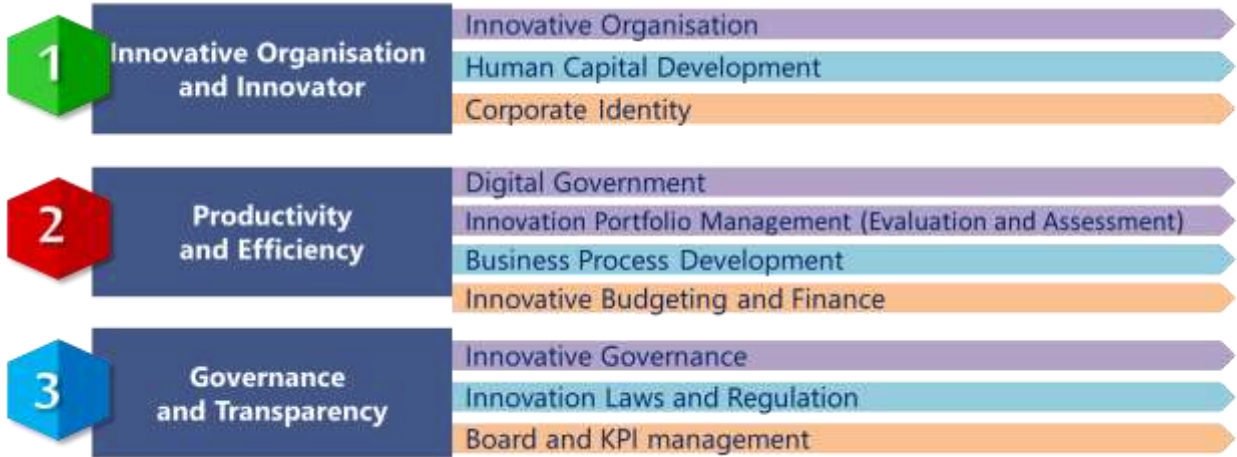 1
Innovative Organisation
and Innovator
Innovative Organisation
Human Capital Development
Corporate Identity
2
Productivity
and Efficiency
Digital Government
Innovation Portfolio Management (Evaluation and Assessment)
Business Process Development
Innovative Budgeting and Finance
3
Governance
and Transparency
Innovative Governance
Innovation Laws and Regulation
Board and KPI management